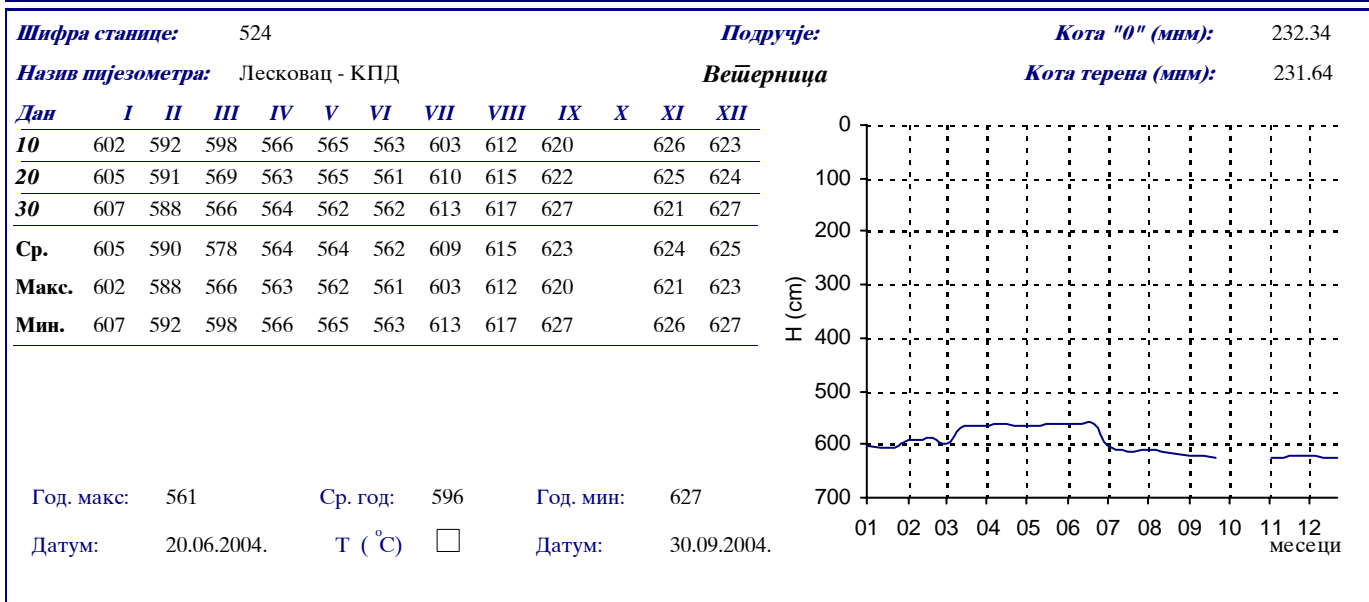 Шифра станице: 524 Подручје: Кота "0" (мнм): 232.34
Назив пијезометра: Лесковац - КПД Ветерница Кота терена (мнм): 231.64
Дан I II III IV V VI VII VIII IX X XI XII
10 602 592 598 566 565 563 603 612 620 626 623
20 605 591 569 563 565 561 610 615 622 625 624
30 607 588 566 564 562 562 613 617 627 621 627
Ср. 605 590 578 564 564 562 609 615 623 624 625
Макс. 602 588 566 563 562 561 603 612 620 621 623
Мин. 607 592 598 566 565 563 613 617 627 626 627
Год. макс: 561 Ср. год: 596 Год. мин: 627
Датум: 20.06.2004. Т ( °С) Датум: 30.09.2004.
H (cm)
0
100
200
300
400
500
600
700
01 02 03 04 05 06 07 08 09 10 11 12
месеци